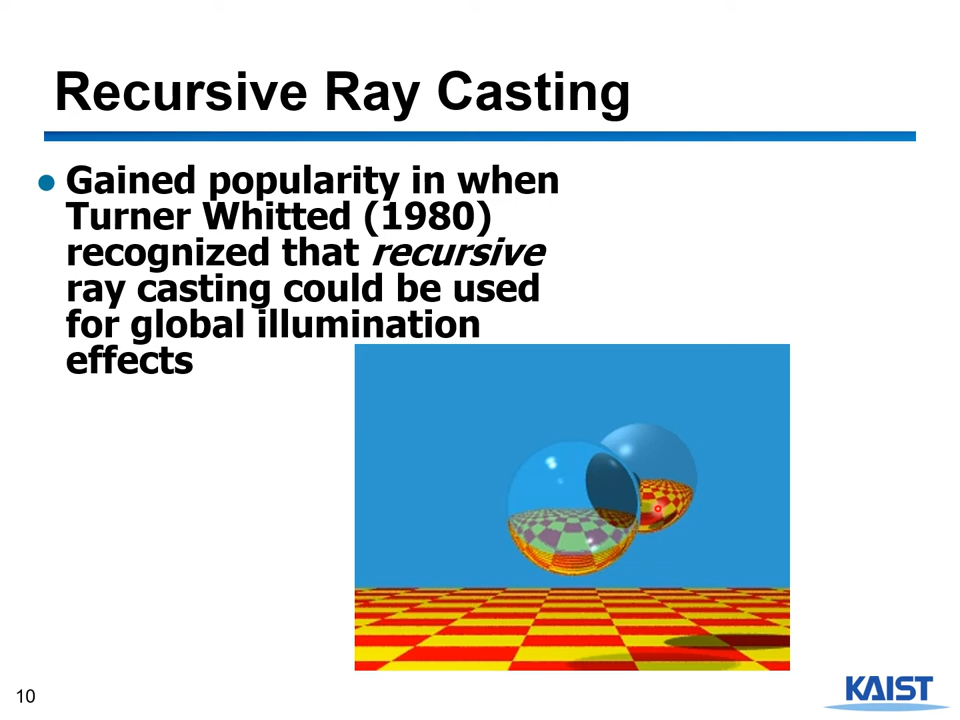 Recursive Ray Casting
● Gained popularity in when
Turner Whitted (1980)
recognized that recursive
ray casting could be used
for global illumination
effects
10
KAIST